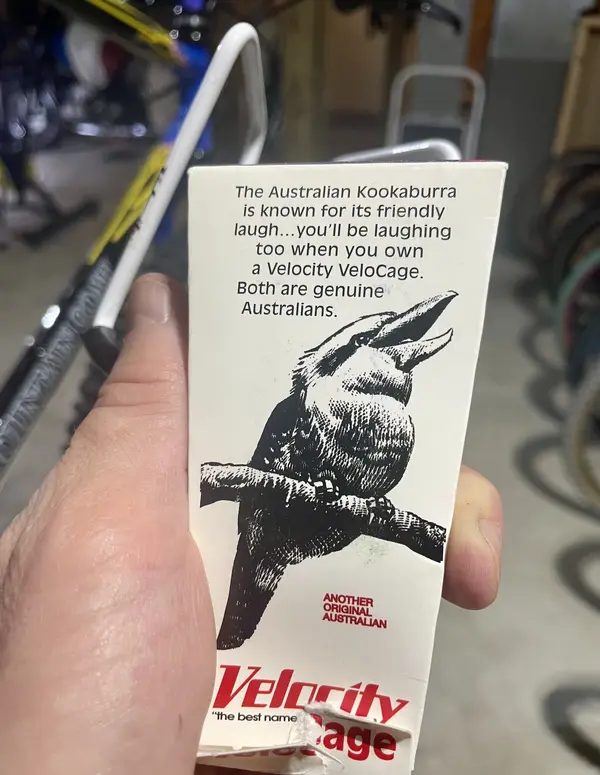 The Australian Kookaburra
is known for its friendly
laugh...you'll be laughing
too when you own
a Velocity VeloCage.
Both are genuine
Australians.
ANOTHER
ORIGINAL
AUSTRALIAN
Velocity
"the best name
Cage